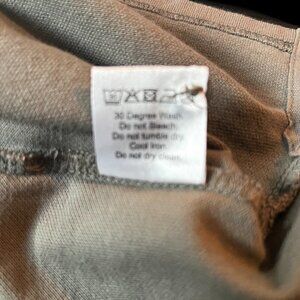 30 Degree Wash.
Do not Bleach.
Do not tumble dry.
Cool Iron.
Do not dry clean.